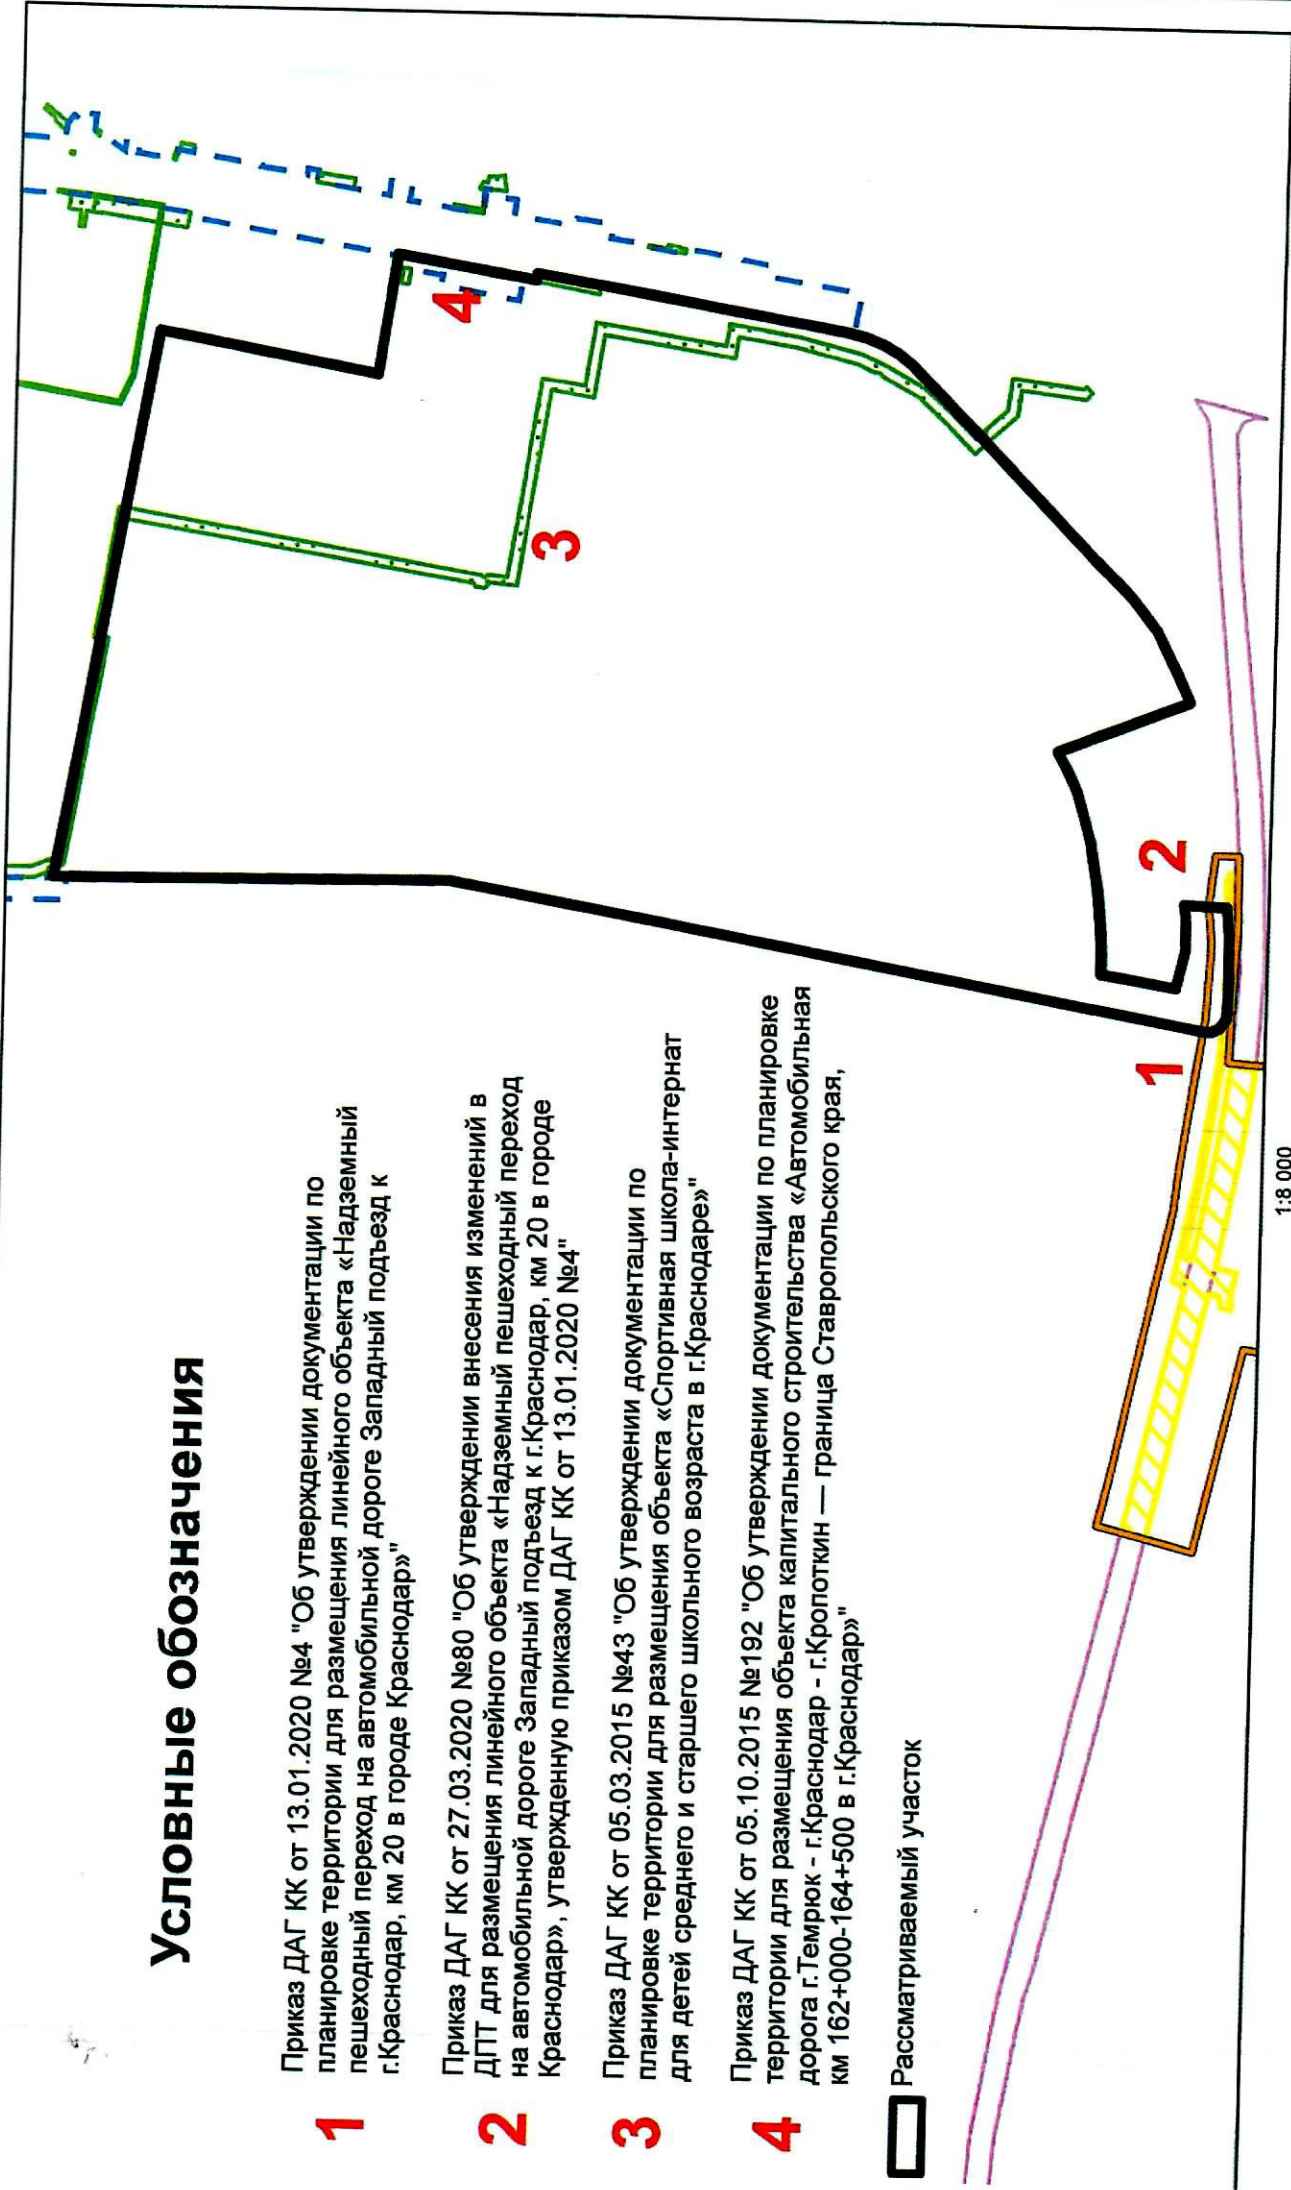 Условные обозначения
1
Приказ ДАГ КК от 13.01.2020 №4 "Об утверждении документации по
планировке территории для размещения линейного объекта «Надземный
пешеходный переход на автомобильной дороге Западный подъезд к
г.Краснодар, км 20 в городе Краснодар»"
2
Приказ ДАГ КК от 27.03.2020 №80 "Об утверждении внесения изменений в
ДПТ для размещения линейного объекта «Надземный пешеходный переход
на автомобильной дороге Западный подъезд к г.Краснодар, км 20 в городе
Краснодар», утвержденную приказом ДАГ КК от 13.01.2020 №4"
3
Приказ ДАГ КК от 05.03.2015 №43 "Об утверждении документации по
планировке территории для размещения объекта «Спортивная школа-интернат
для детей среднего и старшего школьного возраста в г.Краснодаре»"
4
Приказ ДАГ КК от 05.10.2015 №192 "Об утверждении документации по планировке
территории для размещения объекта капитального строительства «Автомобильная
дорога г.Темрюк - г.Краснодар - г.Кропоткин — граница Ставропольского края,
км 162+000-164+500 в г.Краснодар»"
Рассматриваемый участок
1
2
3
4
1:8 000